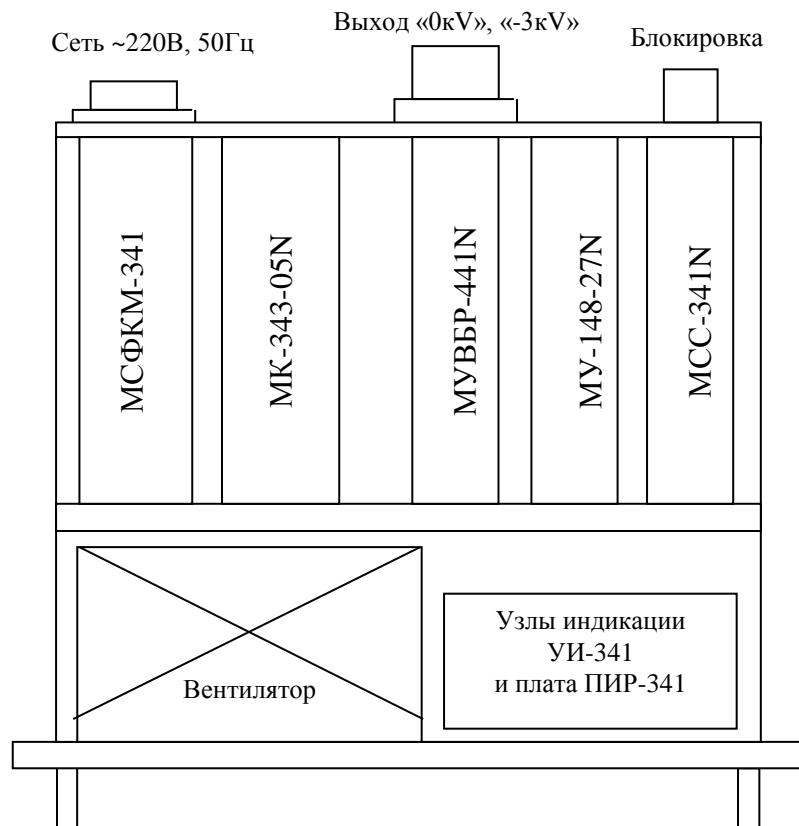 Сеть ~220В, 50Гц
Выход «0кV», «-3кV»
Блокировка
МСФКМ-341
МК-343-05N
МУВБР-441N
МУ-148-27N
МСС-341N
Вентилятор
Узлы индикации
УИ-341
и плата ПИР-341